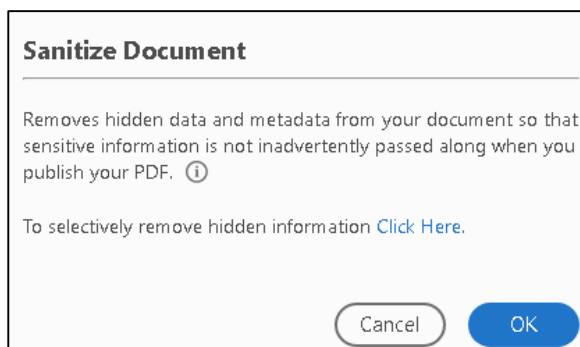 Sanitize Document
Removes hidden data and metadata from your document so that
sensitive information is not inadvertently passed along when you
publish your PDF. ⓘ
To selectively remove hidden information Click Here.
Cancel OK